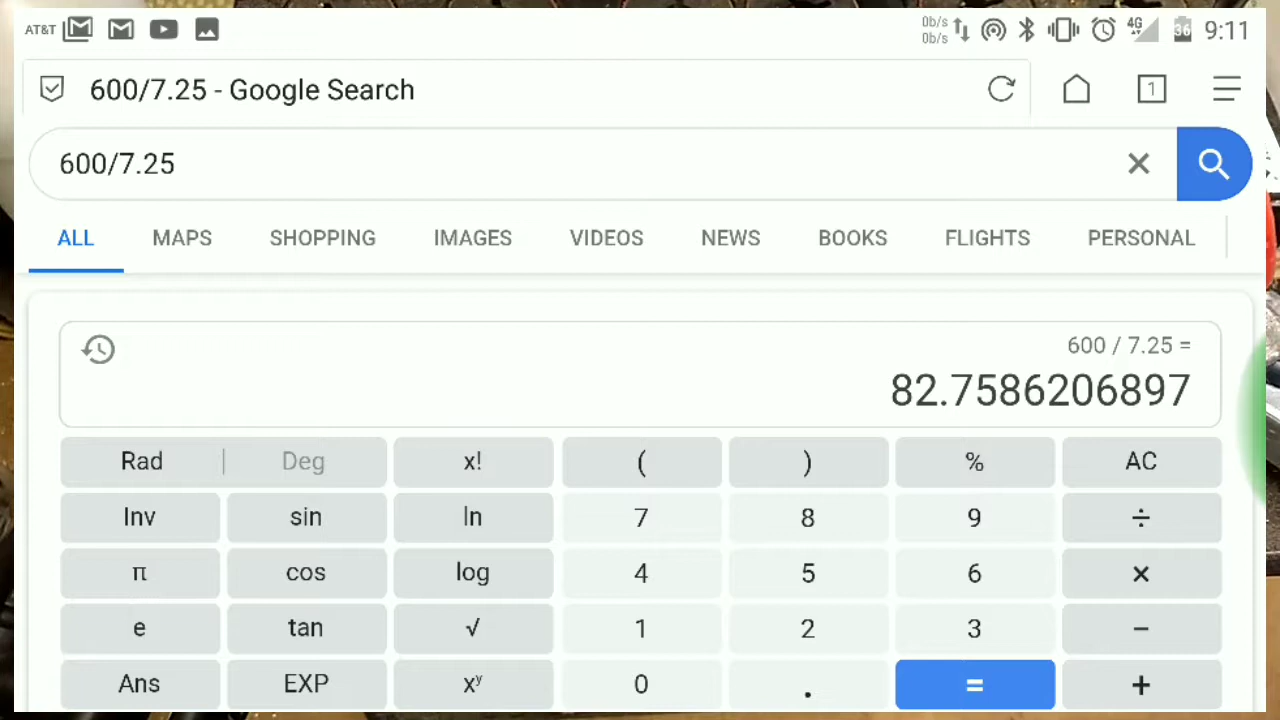 AT&T 0b/s 0b/s 4G 36 9:11
600/7.25 - Google Search 1
600/7.25
ALL MAPS SHOPPING IMAGES VIDEOS NEWS BOOKS FLIGHTS PERSONAL
600 / 7.25 =
82.7586206897
Rad Deg x! ( ) % AC
Inv sin ln 7 8 9 ÷
π cos log 4 5 6 ×
e tan √ 1 2 3 −
Ans EXP xʸ 0 . = +